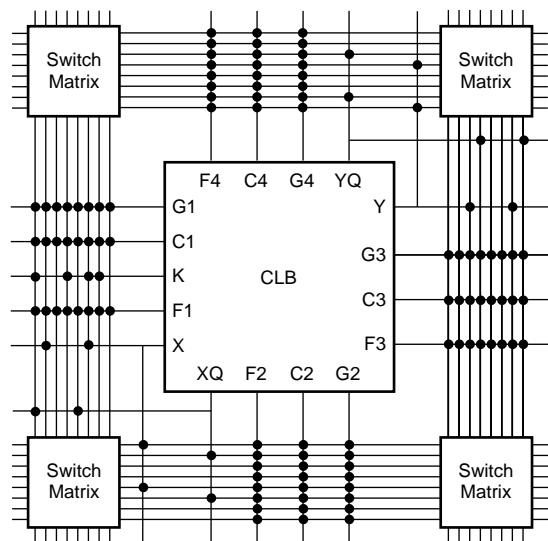 Switch
Matrix
Switch
Matrix
F4 C4 G4 YQ
G1
Y
C1
G3
K
CLB
C3
F1
X
F3
XQ F2 C2 G2
Switch
Matrix
Switch
Matrix